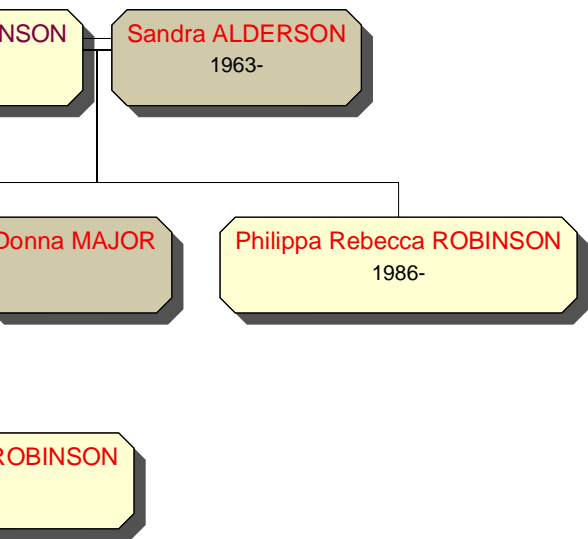 NSON
Sandra ALDERSON
1963-
Donna MAJOR
Philippa Rebecca ROBINSON
1986-
ROBINSON